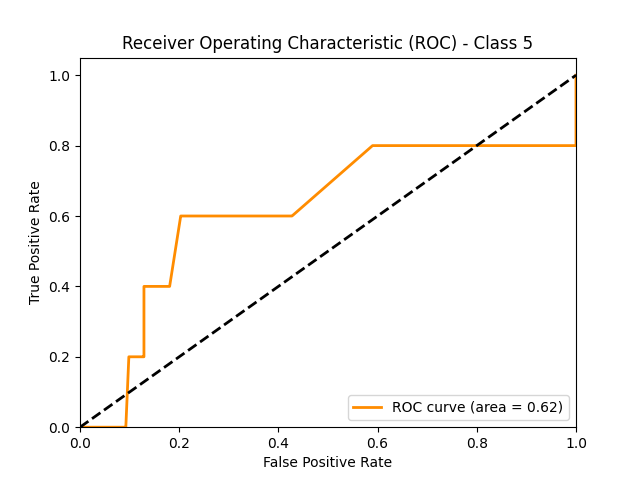 Receiver Operating Characteristic (ROC) - Class 5
True Positive Rate
1.0
0.8
0.6
0.4
0.2
0.0
ROC curve (area = 0.62)
0.0 0.2 0.4 0.6 0.8 1.0
False Positive Rate